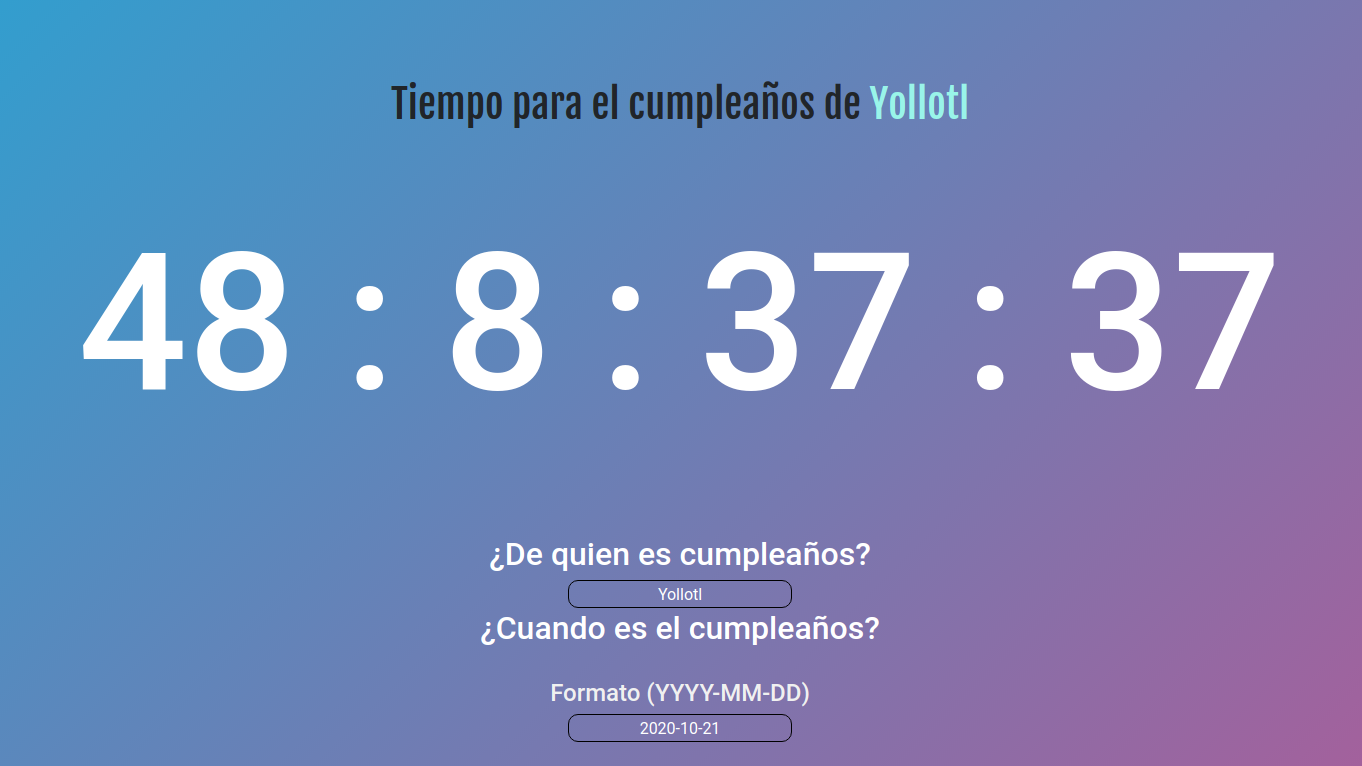 Tiempo para el cumpleaños de Yollotl
48 : 8 : 37 : 37
¿De quien es cumpleaños?
Yollotl
¿Cuando es el cumpleaños?
Formato (YYYY-MM-DD)
2020-10-21